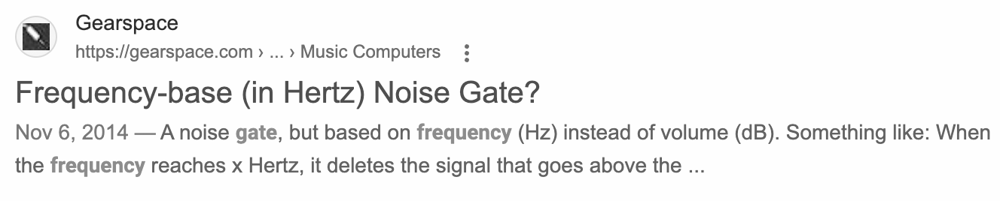 Gearspace
https://gearspace.com › ... › Music Computers
Frequency-base (in Hertz) Noise Gate?
Nov 6, 2014 — A noise gate, but based on frequency (Hz) instead of volume (dB). Something like: When
the frequency reaches x Hertz, it deletes the signal that goes above the ...